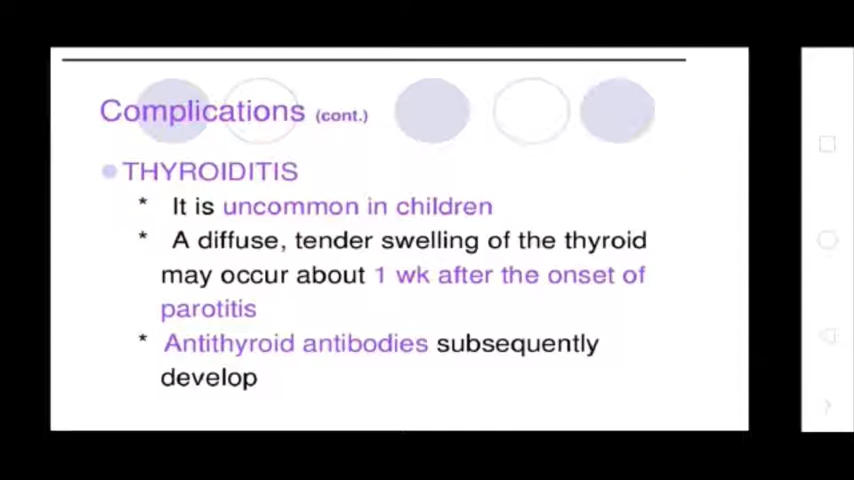 Complications (cont.)
THYROIDITIS
* It is uncommon in children
* A diffuse, tender swelling of the thyroid
may occur about 1 wk after the onset of
parotitis
* Antithyroid antibodies subsequently
develop